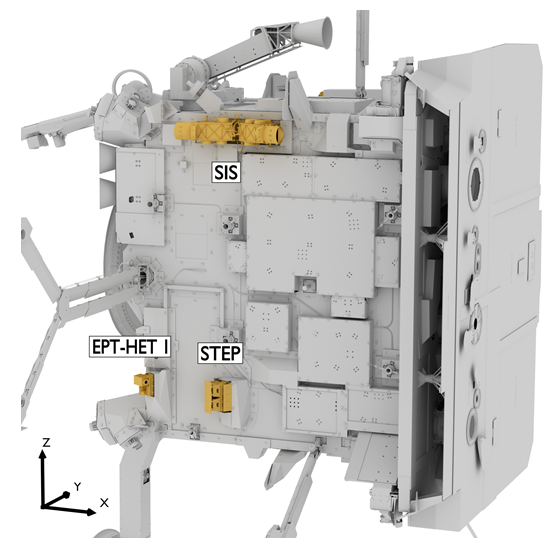 SIS
EPT-HET 1
STEP
Z
Y
X